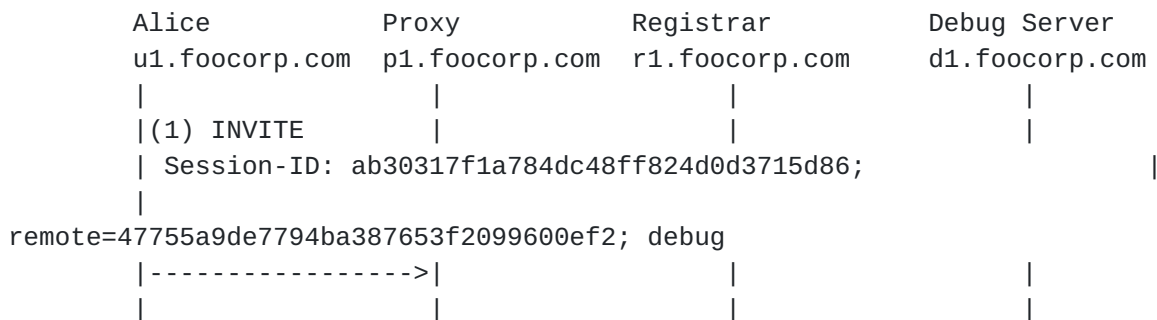 Alice           Proxy           Registrar          Debug Server
u1.foocorp.com  p1.foocorp.com  r1.foocorp.com     d1.foocorp.com
|                  |                  |                  |
|(1) INVITE        |                  |                  |
| Session-ID: ab30317f1a784dc48ff824d0d3715d86;                  |
|
remote=47755a9de7794ba387653f2099600ef2; debug
|----------------->|                  |                  |
|                  |                  |                  |